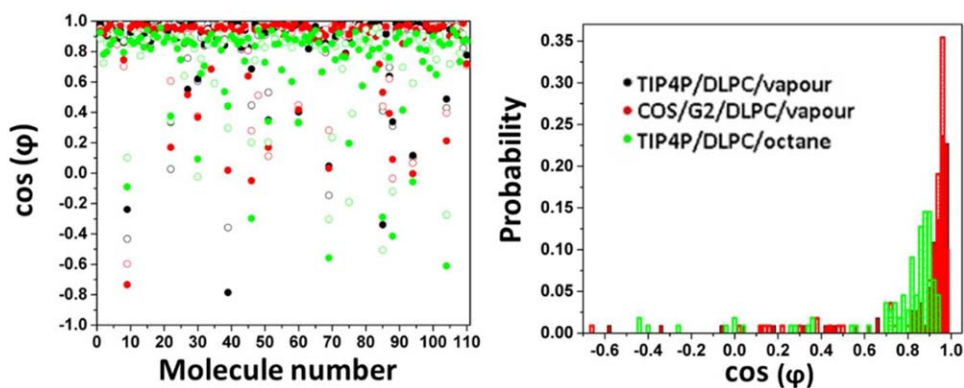 cos (φ)
1.0
0.8
0.6
0.4
0.2
0.0
-0.2
-0.4
-0.6
-0.8
-1.0
0 10 20 30 40 50 60 70 80 90 100 110
Molecule number
Probability
0.35
0.30
0.25
0.20
0.15
0.10
0.05
0.00
TIP4P/DLPC/vapour
COS/G2/DLPC/vapour
TIP4P/DLPC/octane
-0.6 -0.4 -0.2 0.0 0.2 0.4 0.6 0.8 1.0
cos (φ)